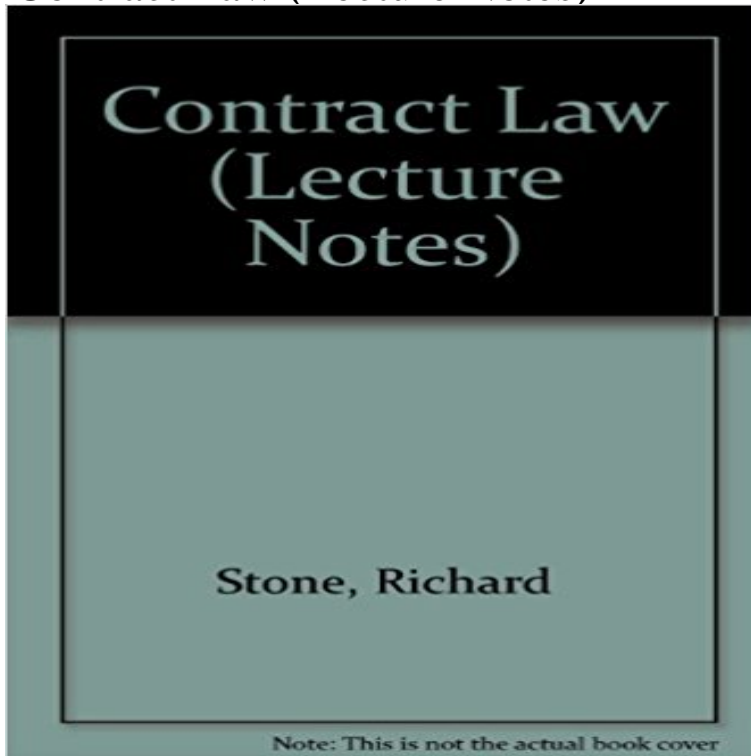 Contract Law
(Lecture
Notes)
Stone, Richard
Note: This is not the actual book cover